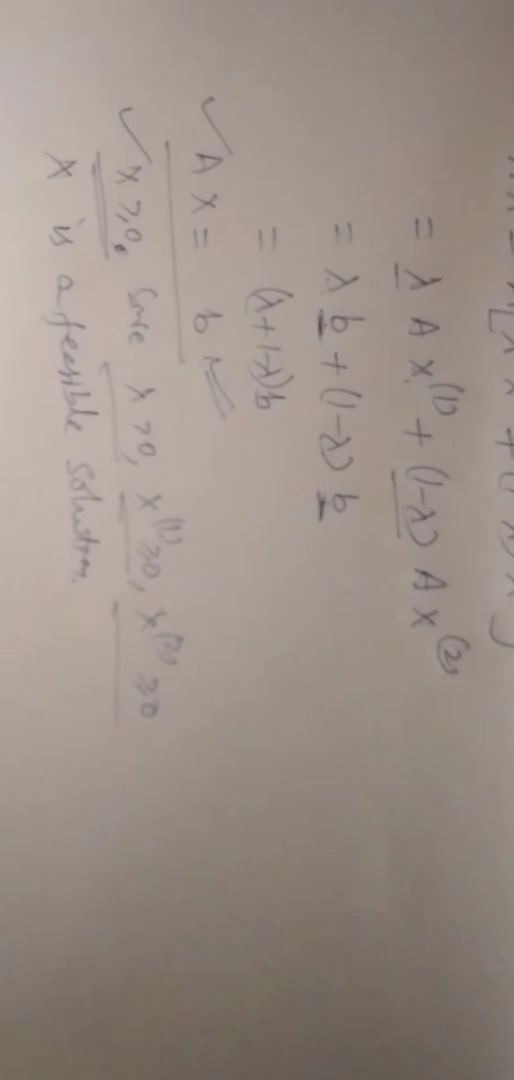 = λ A X⁽¹⁾ + (1-λ) A X⁽²⁾
= λ b + (1-λ) b
= (λ+1-λ)b
✓ A X = b ✓
✓ X ≥0, Since λ >0, X⁽¹⁾ ≥0, X⁽²⁾ ≥0
X is a feasible solution.